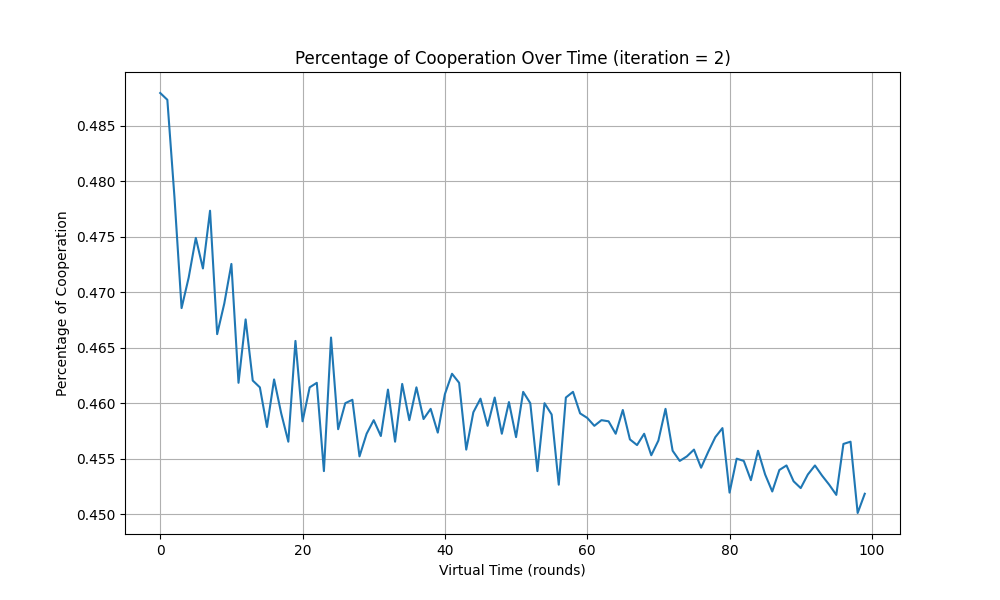 Percentage of Cooperation Over Time (iteration = 2)
Percentage of Cooperation
0.485
0.480
0.475
0.470
0.465
0.460
0.455
0.450
0 20 40 60 80 100
Virtual Time (rounds)